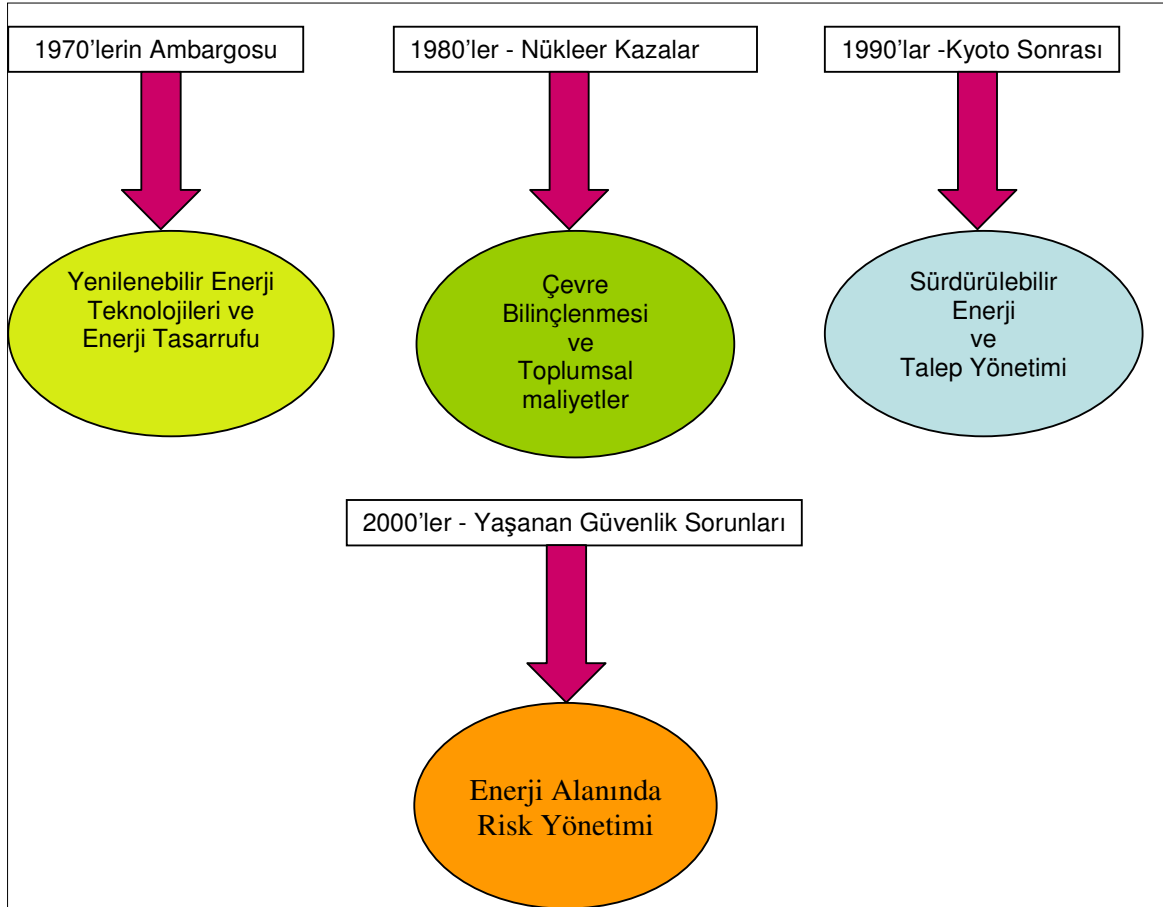 1970’lerin Ambargosu
1980’ler - Nükleer Kazalar
1990’lar -Kyoto Sonrası
Yenilenebilir Enerji
Teknolojileri ve
Enerji Tasarrufu
Çevre
Bilinçlenmesi
ve
Toplumsal
maliyetler
Sürdürülebilir
Enerji
ve
Talep Yönetimi
2000’ler - Yaşanan Güvenlik Sorunları
Enerji Alanında
Risk Yönetimi